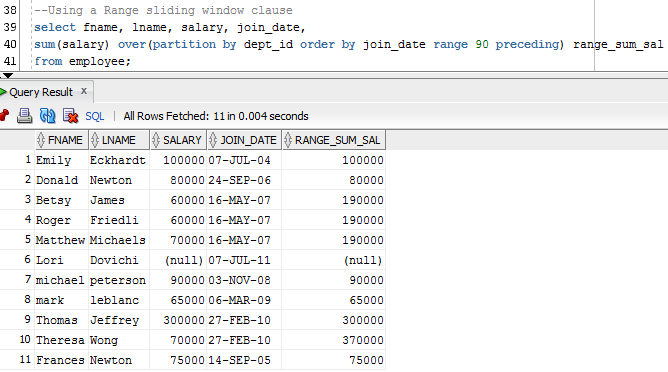 38 --Using a Range sliding window clause
39 select fname, lname, salary, join_date,
40 sum(salary) over(partition by dept_id order by join_date range 90 preceding) range_sum_sal
41 from employee;
Query Result x
SQL | All Rows Fetched: 11 in 0.004 seconds
FNAME LNAME SALARY JOIN_DATE RANGE_SUM_SAL
1 Emily Eckhardt 100000 07-JUL-04 100000
2 Donald Newton 80000 24-SEP-06 80000
3 Betsy James 60000 16-MAY-07 190000
4 Roger Friedli 60000 16-MAY-07 190000
5 Matthew Michaels 70000 16-MAY-07 190000
6 Lori Dovichi (null) 07-JUL-11 (null)
7 michael peterson 90000 03-NOV-08 90000
8 mark leblanc 65000 06-MAR-09 65000
9 Thomas Jeffrey 300000 27-FEB-10 300000
10 Theresa Wong 70000 27-FEB-10 370000
11 Frances Newton 75000 14-SEP-05 75000